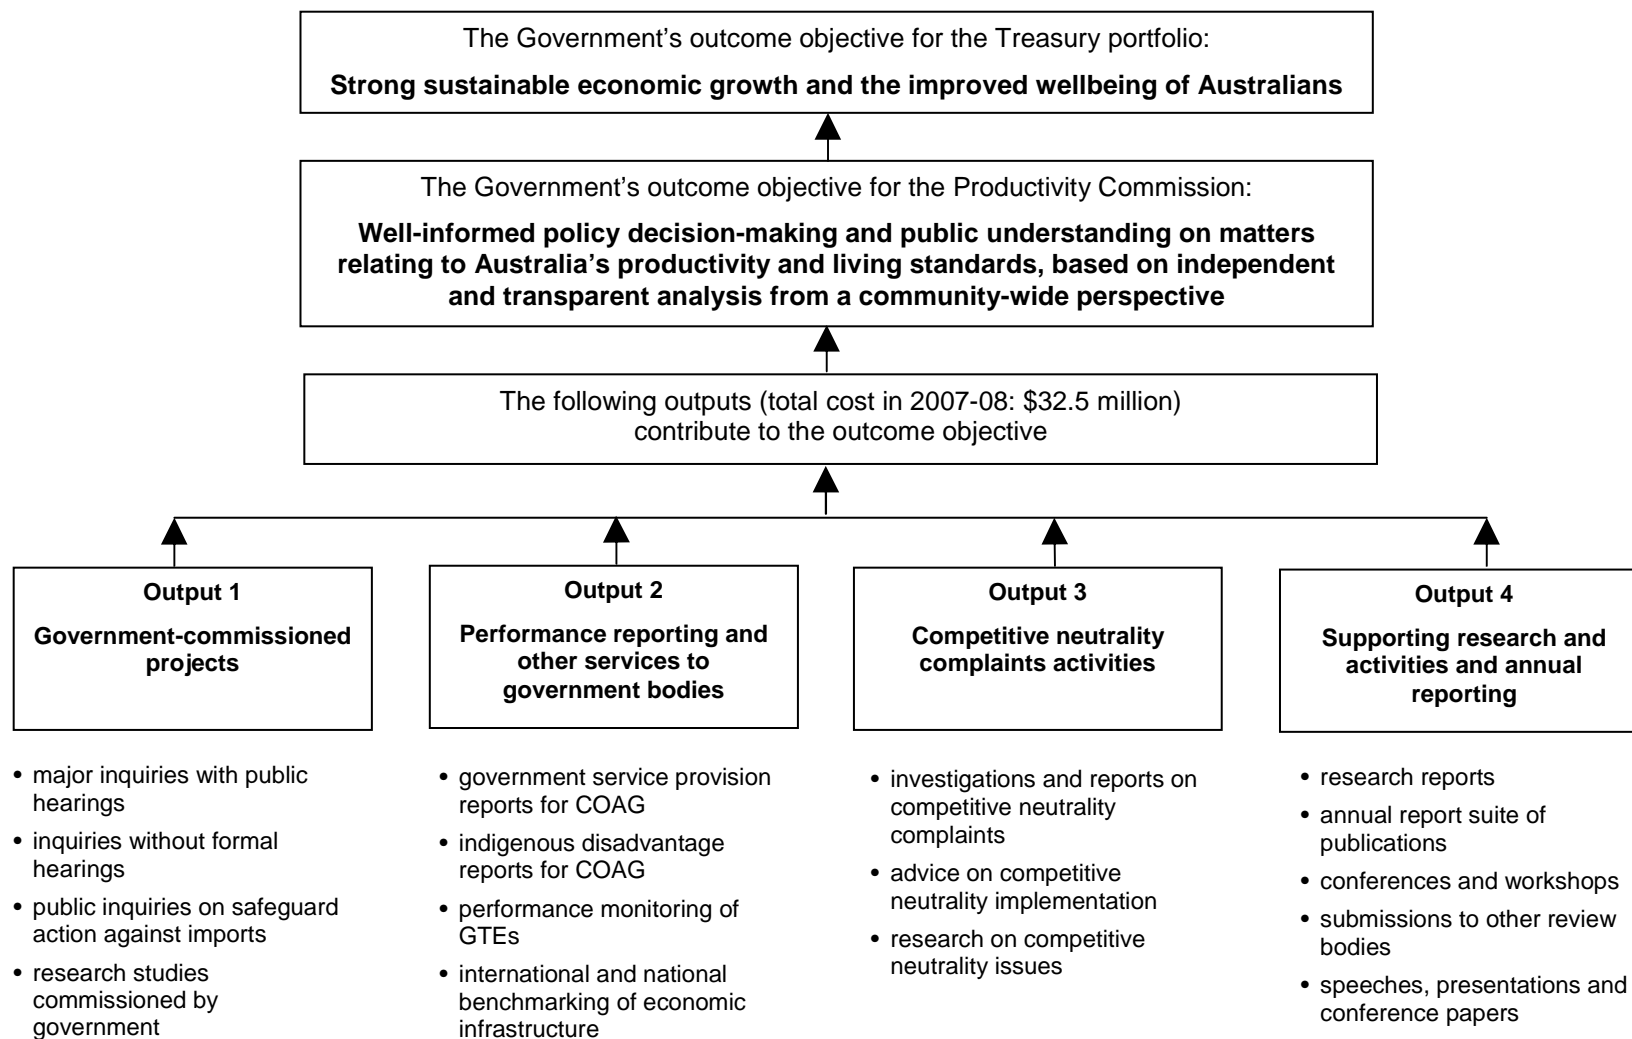 The Government’s outcome objective for the Treasury portfolio:
Strong sustainable economic growth and the improved wellbeing of Australians
The Government’s outcome objective for the Productivity Commission:
Well-informed policy decision-making and public understanding on matters
relating to Australia’s productivity and living standards, based on independent
and transparent analysis from a community-wide perspective
The following outputs (total cost in 2007-08: $32.5 million)
contribute to the outcome objective
Output 1
Government-commissioned
projects
• major inquiries with public
hearings
• inquiries without formal
hearings
• public inquiries on safeguard
action against imports
• research studies
commissioned by
government
Output 2
Performance reporting and
other services to
government bodies
• government service provision
reports for COAG
• indigenous disadvantage
reports for COAG
• performance monitoring of
GTEs
• international and national
benchmarking of economic
infrastructure
Output 3
Competitive neutrality
complaints activities
• investigations and reports on
competitive neutrality
complaints
• advice on competitive
neutrality implementation
• research on competitive
neutrality issues
Output 4
Supporting research and
activities and annual
reporting
• research reports
• annual report suite of
publications
• conferences and workshops
• submissions to other review
bodies
• speeches, presentations and
conference papers